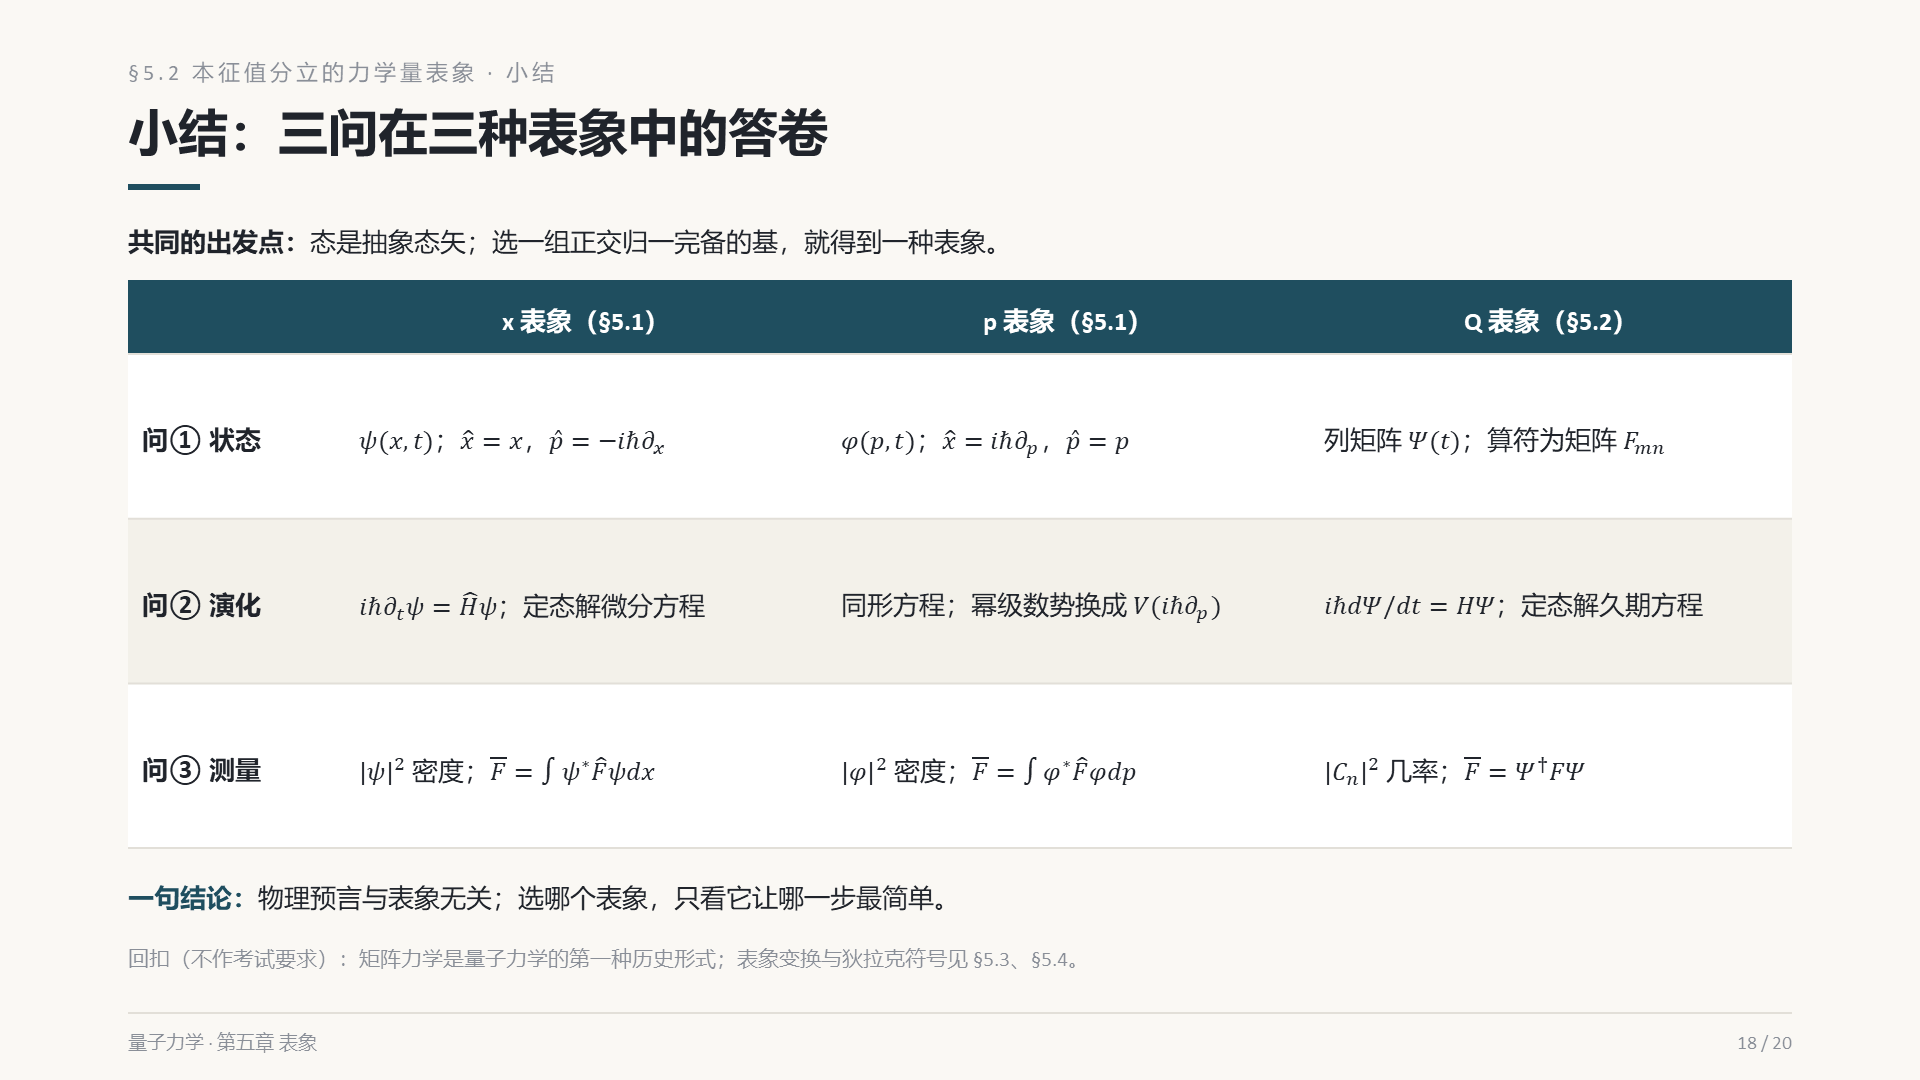 §5.2 本征值分立的力学量表象 · 小结
小结：三问在三种表象中的答卷
共同的出发点：态是抽象态矢；选一组正交归一完备的基，就得到一种表象。
x 表象（§5.1） p 表象（§5.1） Q 表象（§5.2）
问① 状态 ψ(x, t)；x̂ = x，p̂ = −iħ∂ₓ φ(p, t)；x̂ = iħ∂ₚ，p̂ = p 列矩阵 Ψ(t)；算符为矩阵 Fₘₙ
问② 演化 iħ∂ₜψ = Ĥψ；定态解微分方程 同形方程；幂级数势换成 V(iħ∂ₚ) iħdΨ/dt = HΨ；定态解久期方程
问③ 测量 |ψ|² 密度；F̅ = ∫ ψ*F̂ψdx |φ|² 密度；F̅ = ∫ φ*F̂φdp |Cₙ|² 几率；F̅ = Ψ†FΨ
一句结论：物理预言与表象无关；选哪个表象，只看它让哪一步最简单。
回扣（不作考试要求）：矩阵力学是量子力学的第一种历史形式；表象变换与狄拉克符号见 §5.3、§5.4。
量子力学 · 第五章 表象 18 / 20